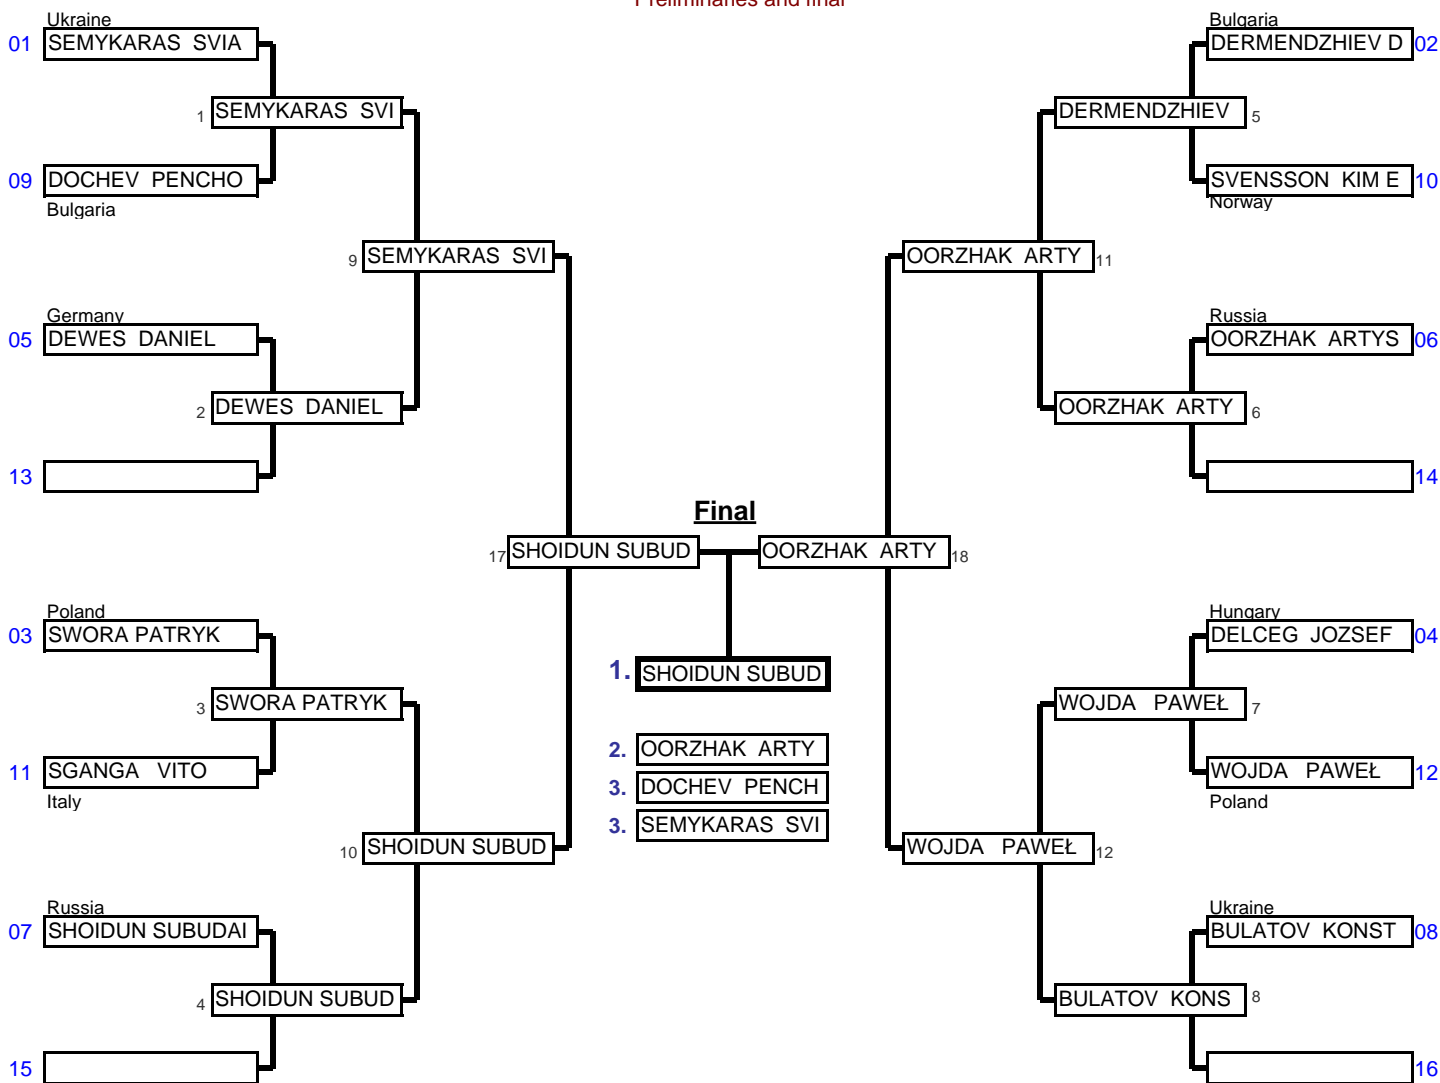 Preliminaries and final
Ukraine
01 SEMYKARAS SVIA
1 SEMYKARAS SVI
09 DOCHEV PENCHO
Bulgaria
9 SEMYKARAS SVI
Germany
05 DEWES DANIEL
2 DEWES DANIEL
13
17 SHOIDUN SUBUD
Poland
03 SWORA PATRYK
3 SWORA PATRYK
11 SGANGA VITO
Italy
10 SHOIDUN SUBUD
Russia
07 SHOIDUN SUBUDAI
4 SHOIDUN SUBUD
15
Final
1. SHOIDUN SUBUD
2. OORZHAK ARTY
3. DOCHEV PENCH
3. SEMYKARAS SVI
Bulgaria
DERMENDZHIEV D 02
DERMENDZHIEV 5
SVENSSON KIM E 10
Norway
OORZHAK ARTY 11
Russia
OORZHAK ARTYS 06
OORZHAK ARTY 6
14
OORZHAK ARTY 18
Hungary
DELCEG JOZSEF 04
WOJDA PAWEŁ 7
WOJDA PAWEŁ 12
Poland
WOJDA PAWEŁ 12
Ukraine
BULATOV KONST 08
BULATOV KONS 8
16